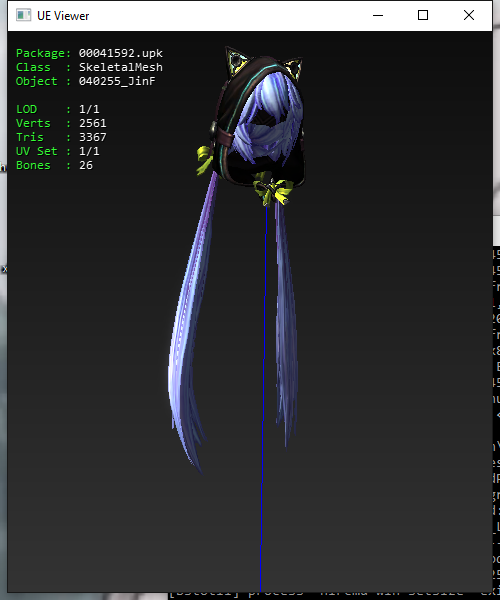 UE Viewer
Package: 00041592.upk
Class : SkeletalMesh
Object : 040255_JinF
LOD : 1/1
Verts : 2561
Tris : 3367
UV Set : 1/1
Bones : 26